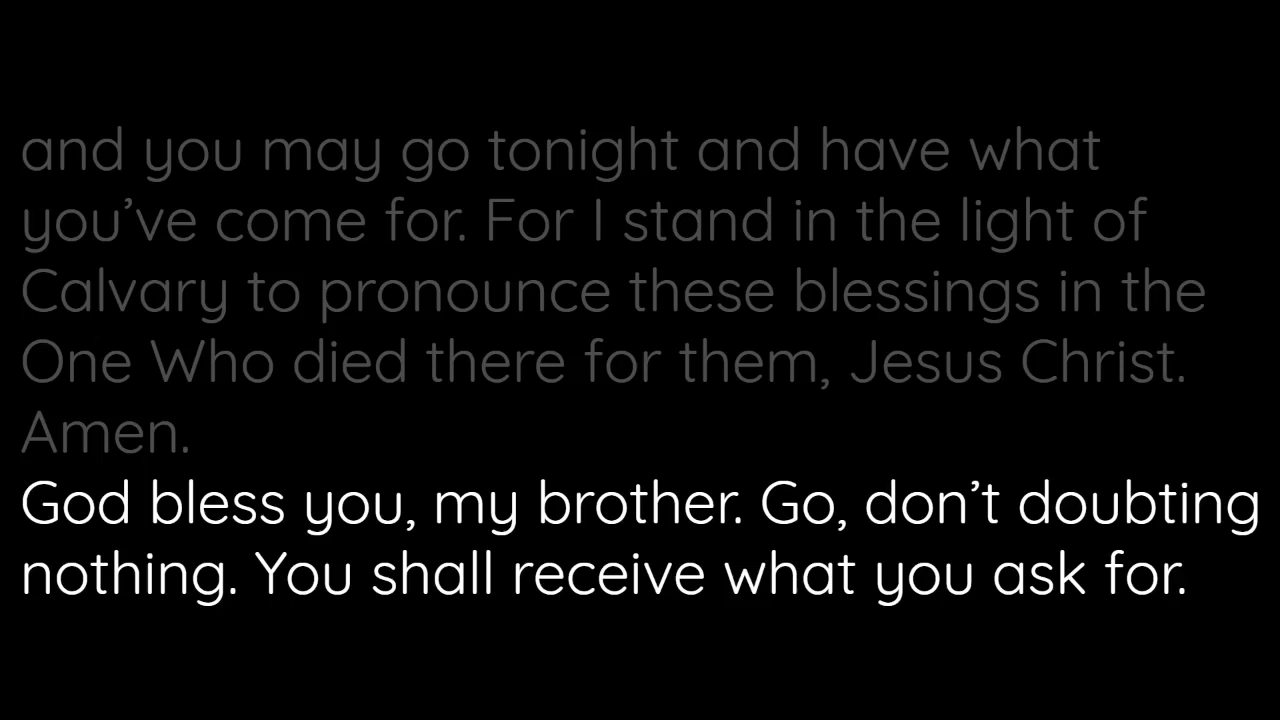 and you may go tonight and have what
you’ve come for. For I stand in the light of
Calvary to pronounce these blessings in the
One Who died there for them, Jesus Christ.
Amen.
God bless you, my brother. Go, don’t doubting
nothing. You shall receive what you ask for.